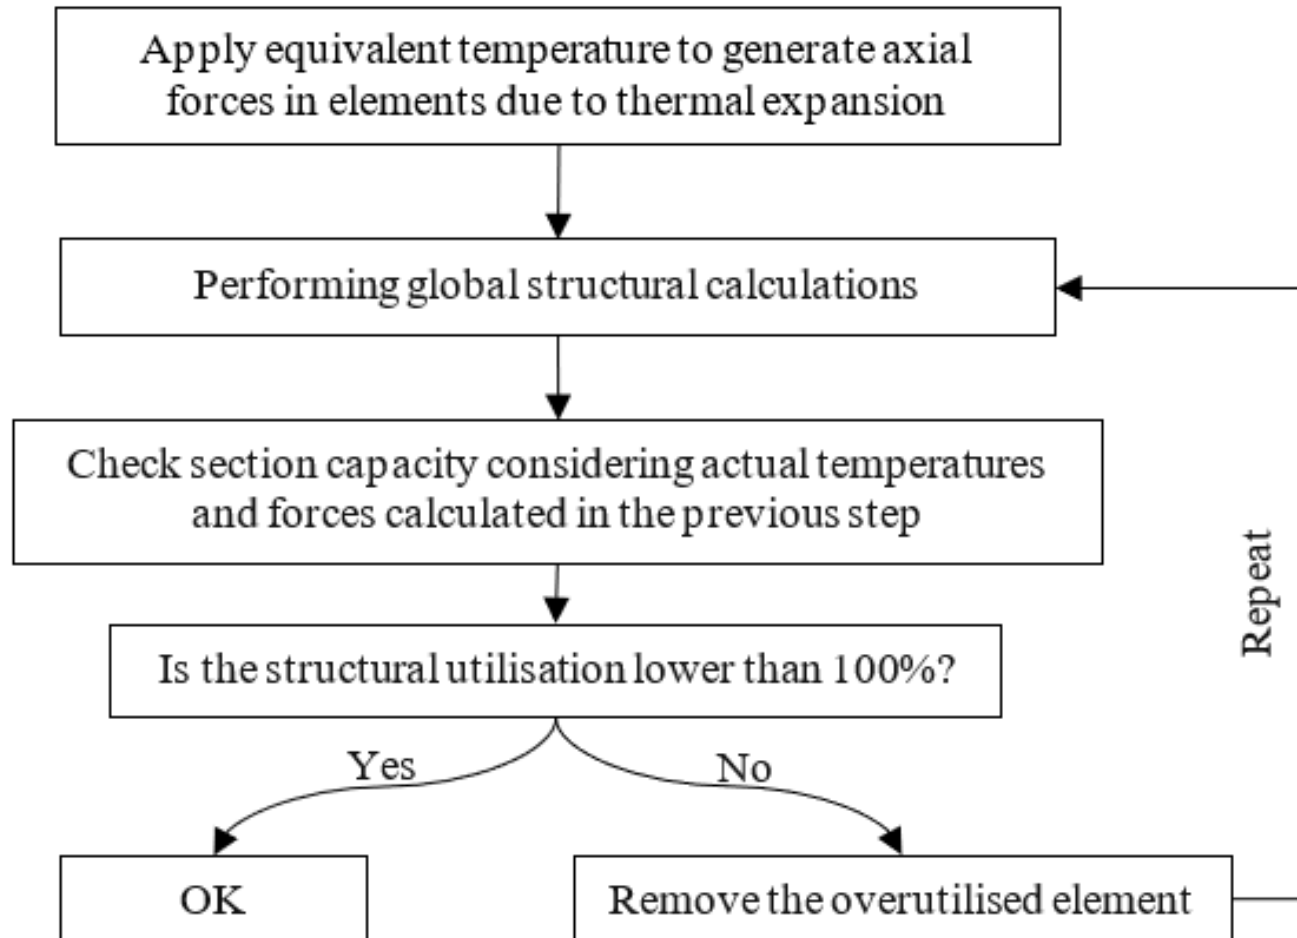 Apply equivalent temperature to generate axial
forces in elements due to thermal expansion
Performing global structural calculations
Check section capacity considering actual temperatures
and forces calculated in the previous step
Repeat
Is the structural utilisation lower than 100%?
Yes
No
OK
Remove the overutilised element